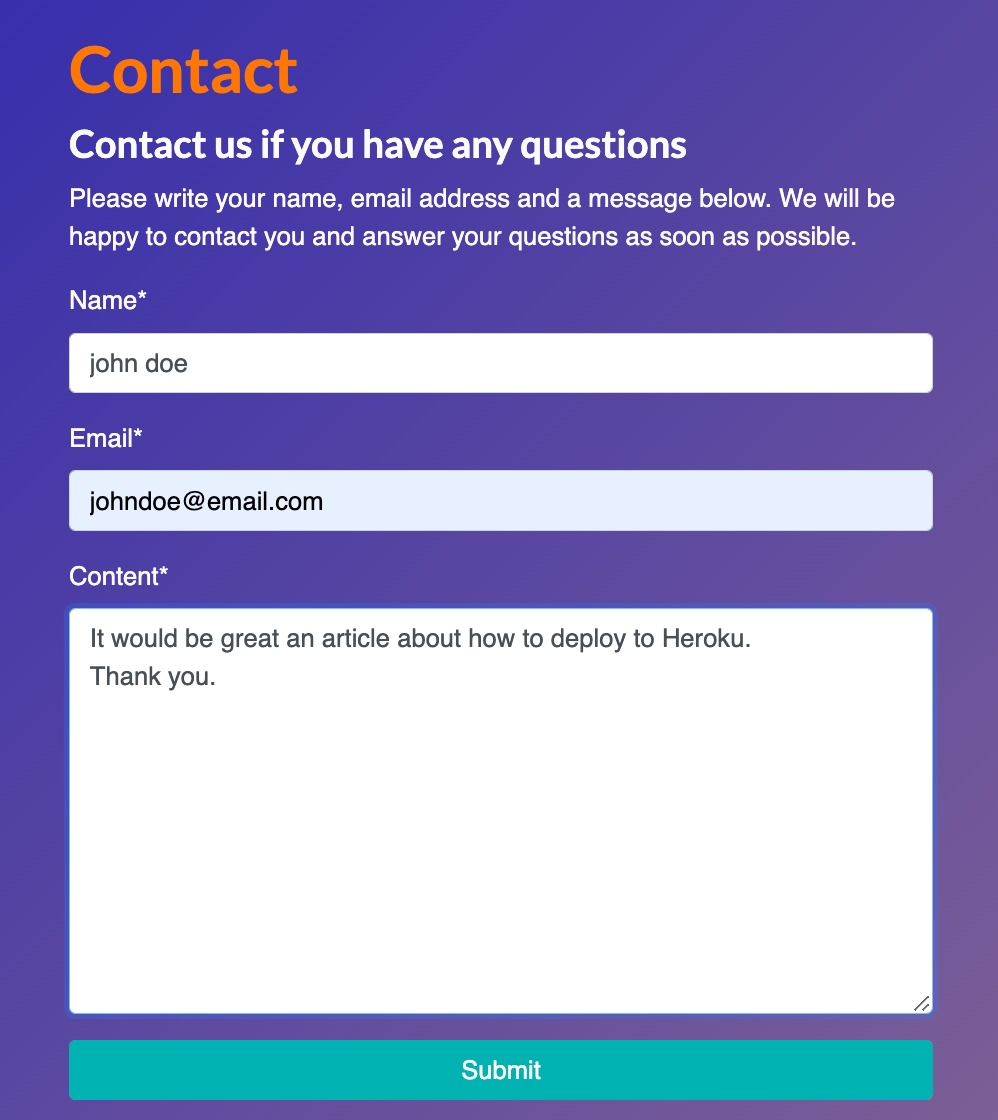 Contact
Contact us if you have any questions
Please write your name, email address and a message below. We will be
happy to contact you and answer your questions as soon as possible.
Name*
john doe
Email*
johndoe@email.com
Content*
It would be great an article about how to deploy to Heroku.
Thank you.
Submit